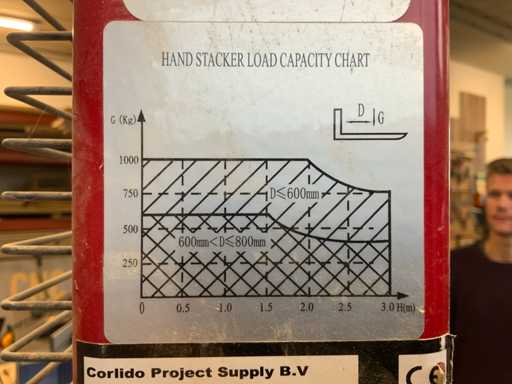 HAND STACKER LOAD CAPACITY CHART
G (Kg)
D
G
1000
750
D≤600mm
500
600mm<D≤800mm
250
0 0.5 1.0 1.5 2.0 2.5 3.0 H(m)
Corlido Project Supply B.V
CE